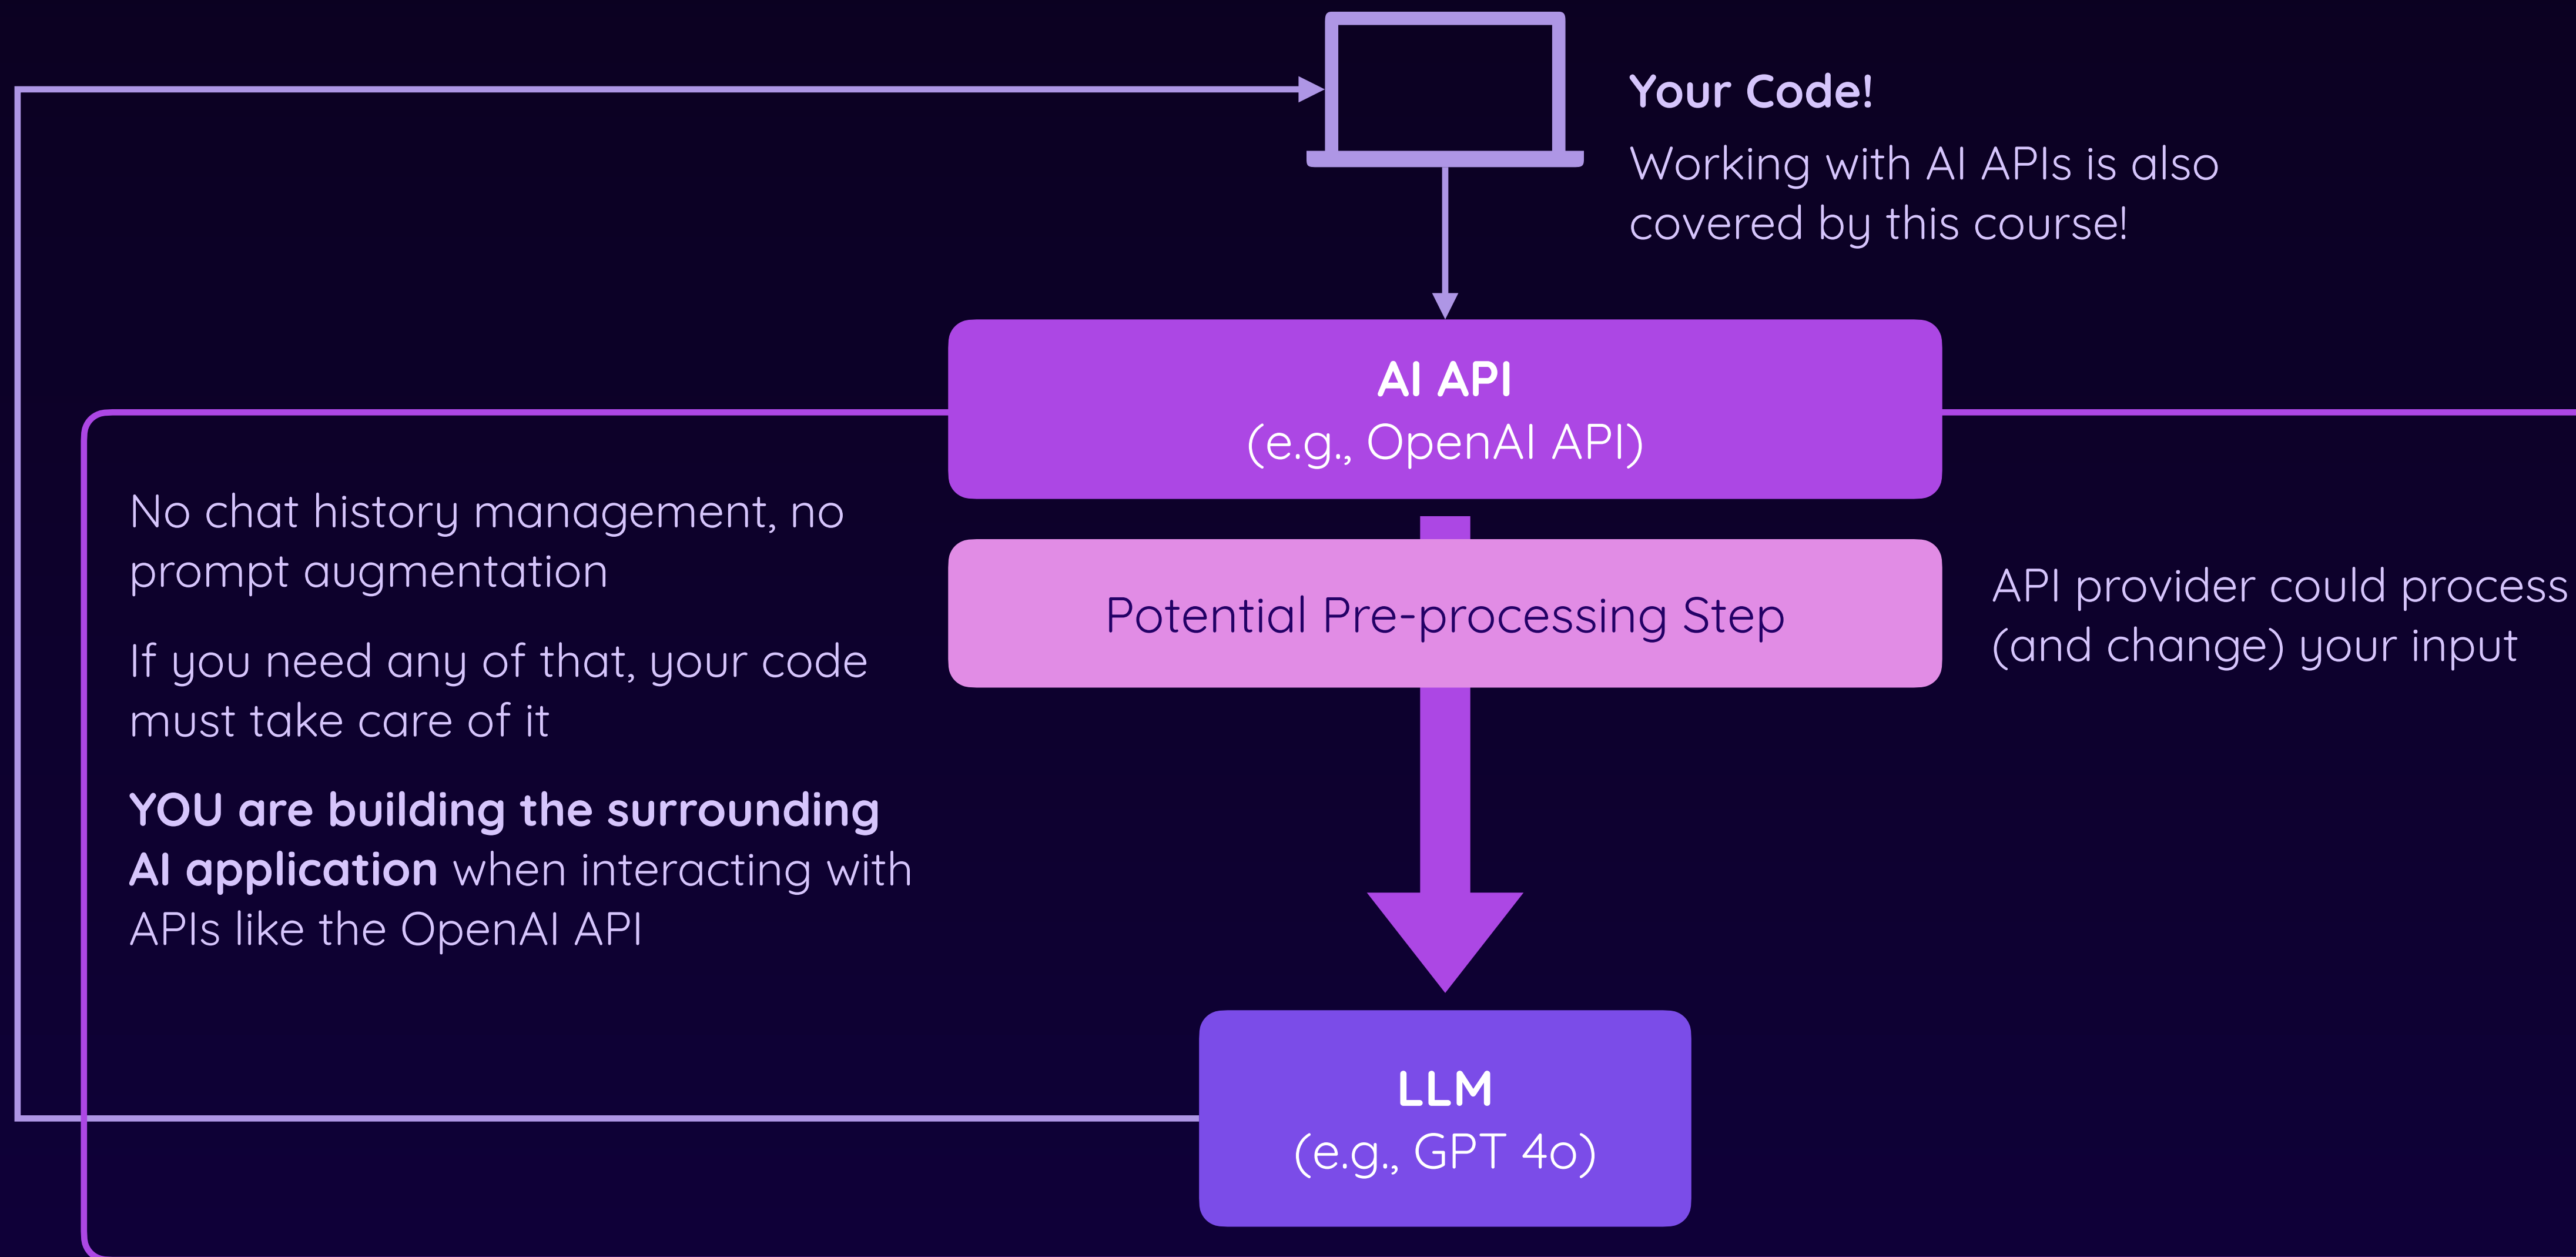 Your Code!
Working with AI APIs is also
covered by this course!
AI API
(e.g., OpenAI API)
No chat history management, no
prompt augmentation
If you need any of that, your code
must take care of it
YOU are building the surrounding
AI application when interacting with
APIs like the OpenAI API
Potential Pre-processing Step
API provider could process
(and change) your input
LLM
(e.g., GPT 4o)